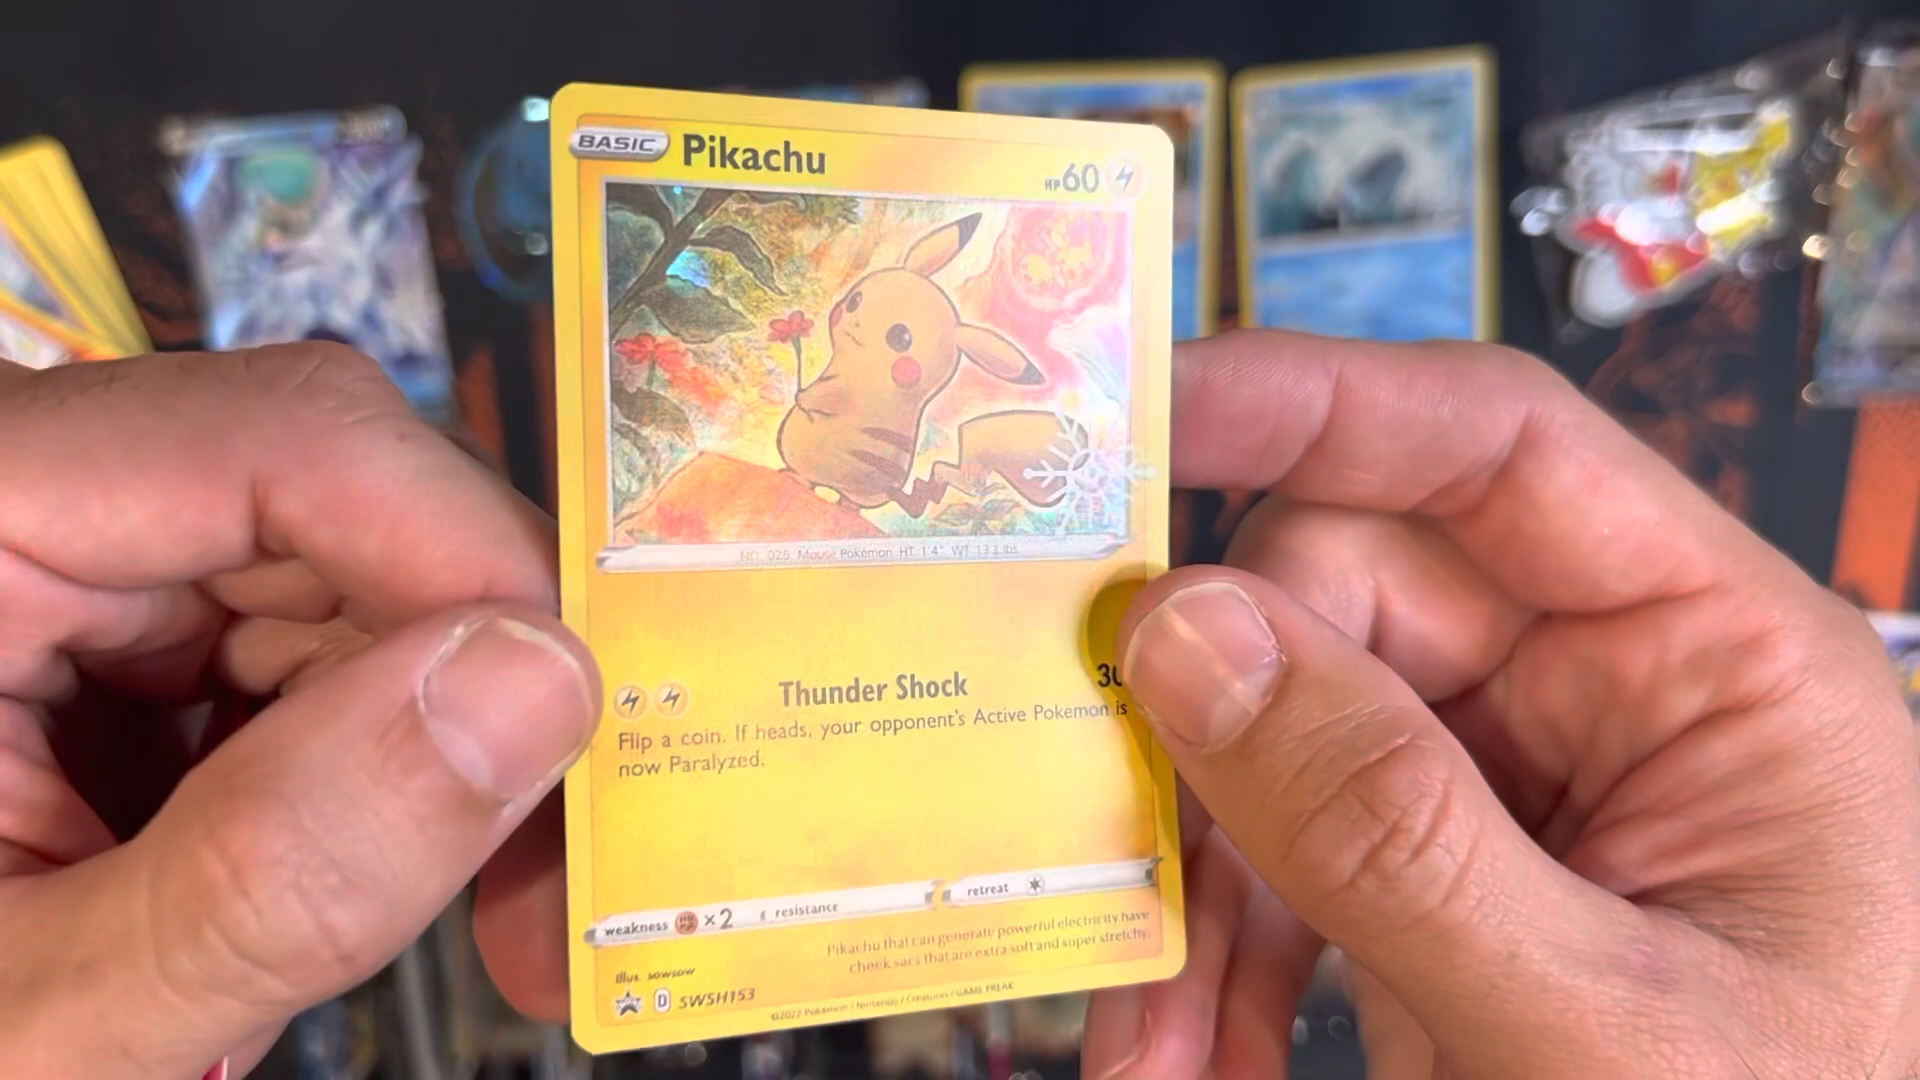 BASIC Pikachu HP60
NO. 025 Mouse Pokémon HT: 1'4" WT: 13.2 lbs.
Thunder Shock 30
Flip a coin. If heads, your opponent's Active Pokémon is
now Paralyzed.
weakness ×2 resistance retreat
Pikachu that can generate powerful electricity have
cheek sacs that are extra soft and super stretchy.
Illus. sowsow
D SWSH153
©2022 Pokémon / Nintendo / Creatures / GAME FREAK